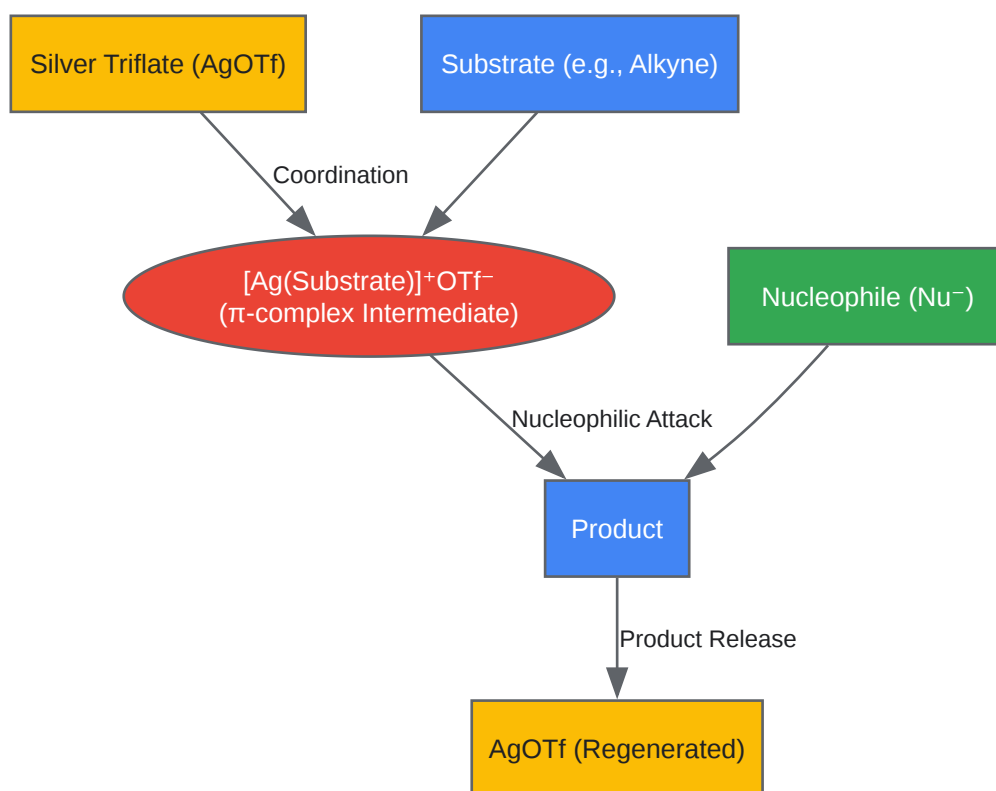 Silver Triflate (AgOTf)
Substrate (e.g., Alkyne)
Coordination
[Ag(Substrate)]⁺OTf⁻
(π-complex Intermediate)
Nucleophile (Nu⁻)
Nucleophilic Attack
Product
Product Release
AgOTf (Regenerated)